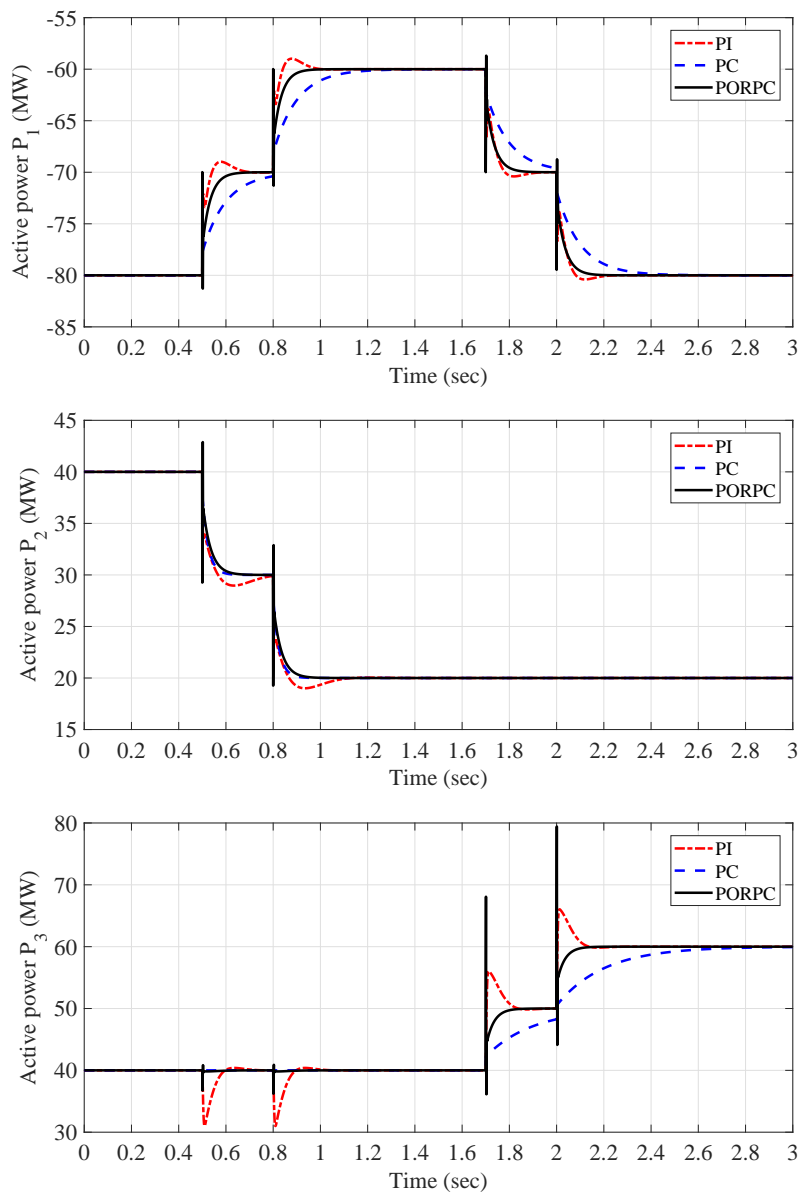 Active power P1 (MW)
-55
-60
-65
-70
-75
-80
-85
PI
PC
PORPC
0 0.2 0.4 0.6 0.8 1 1.2 1.4 1.6 1.8 2 2.2 2.4 2.6 2.8 3
Time (sec)
Active power P2 (MW)
45
40
35
30
25
20
15
PI
PC
PORPC
0 0.2 0.4 0.6 0.8 1 1.2 1.4 1.6 1.8 2 2.2 2.4 2.6 2.8 3
Time (sec)
Active power P3 (MW)
80
70
60
50
40
30
PI
PC
PORPC
0 0.2 0.4 0.6 0.8 1 1.2 1.4 1.6 1.8 2 2.2 2.4 2.6 2.8 3
Time (sec)